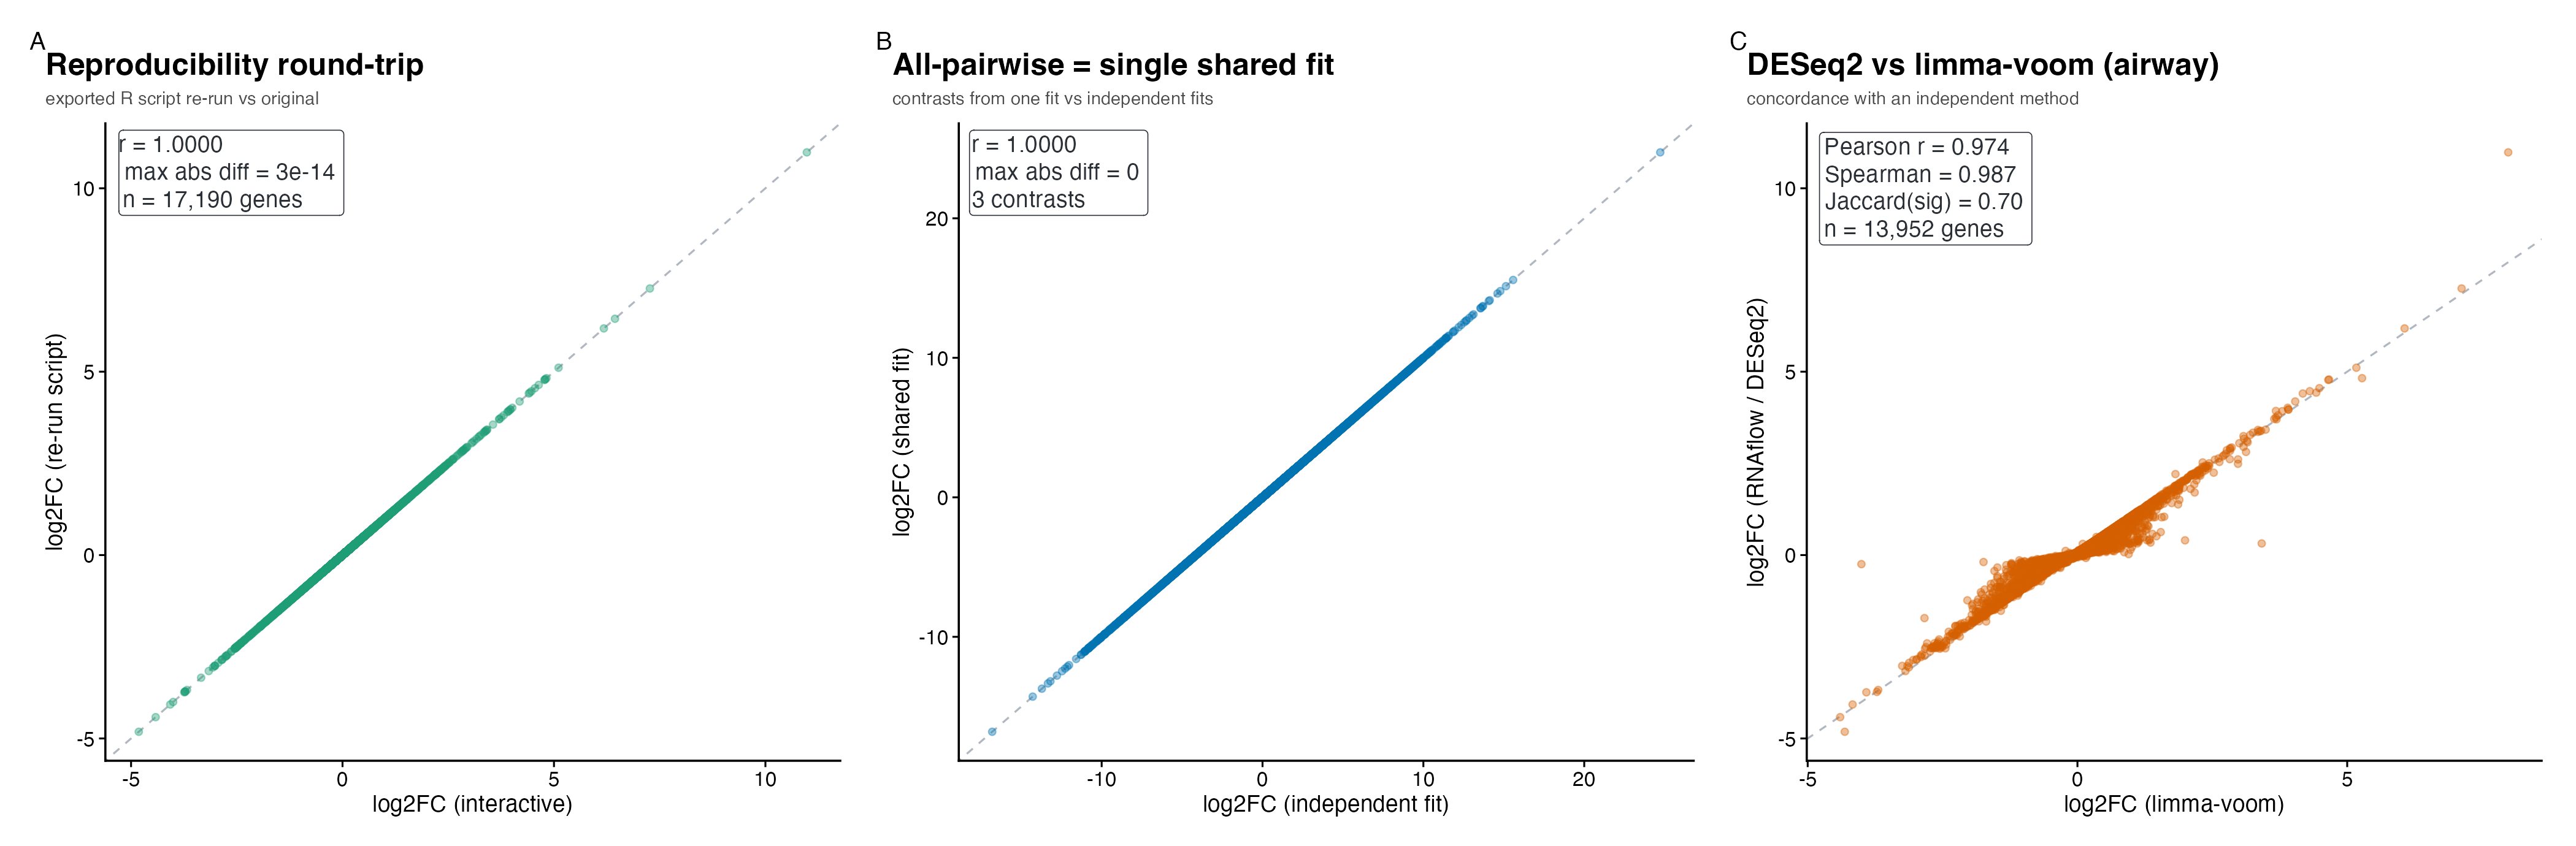 A
Reproducibility round-trip
exported R script re-run vs original
r = 1.0000
max abs diff = 3e-14
n = 17,190 genes
10
5
0
-5
log2FC (re-run script)
-5
0
5
10
log2FC (interactive)
B
All-pairwise = single shared fit
contrasts from one fit vs independent fits
r = 1.0000
max abs diff = 0
3 contrasts
20
10
0
-10
log2FC (shared fit)
-10
0
10
20
log2FC (independent fit)
C
DESeq2 vs limma-voom (airway)
concordance with an independent method
Pearson r = 0.974
Spearman = 0.987
Jaccard(sig) = 0.70
n = 13,952 genes
10
5
0
-5
log2FC (RNAflow / DESeq2)
-5
0
5
log2FC (limma-voom)